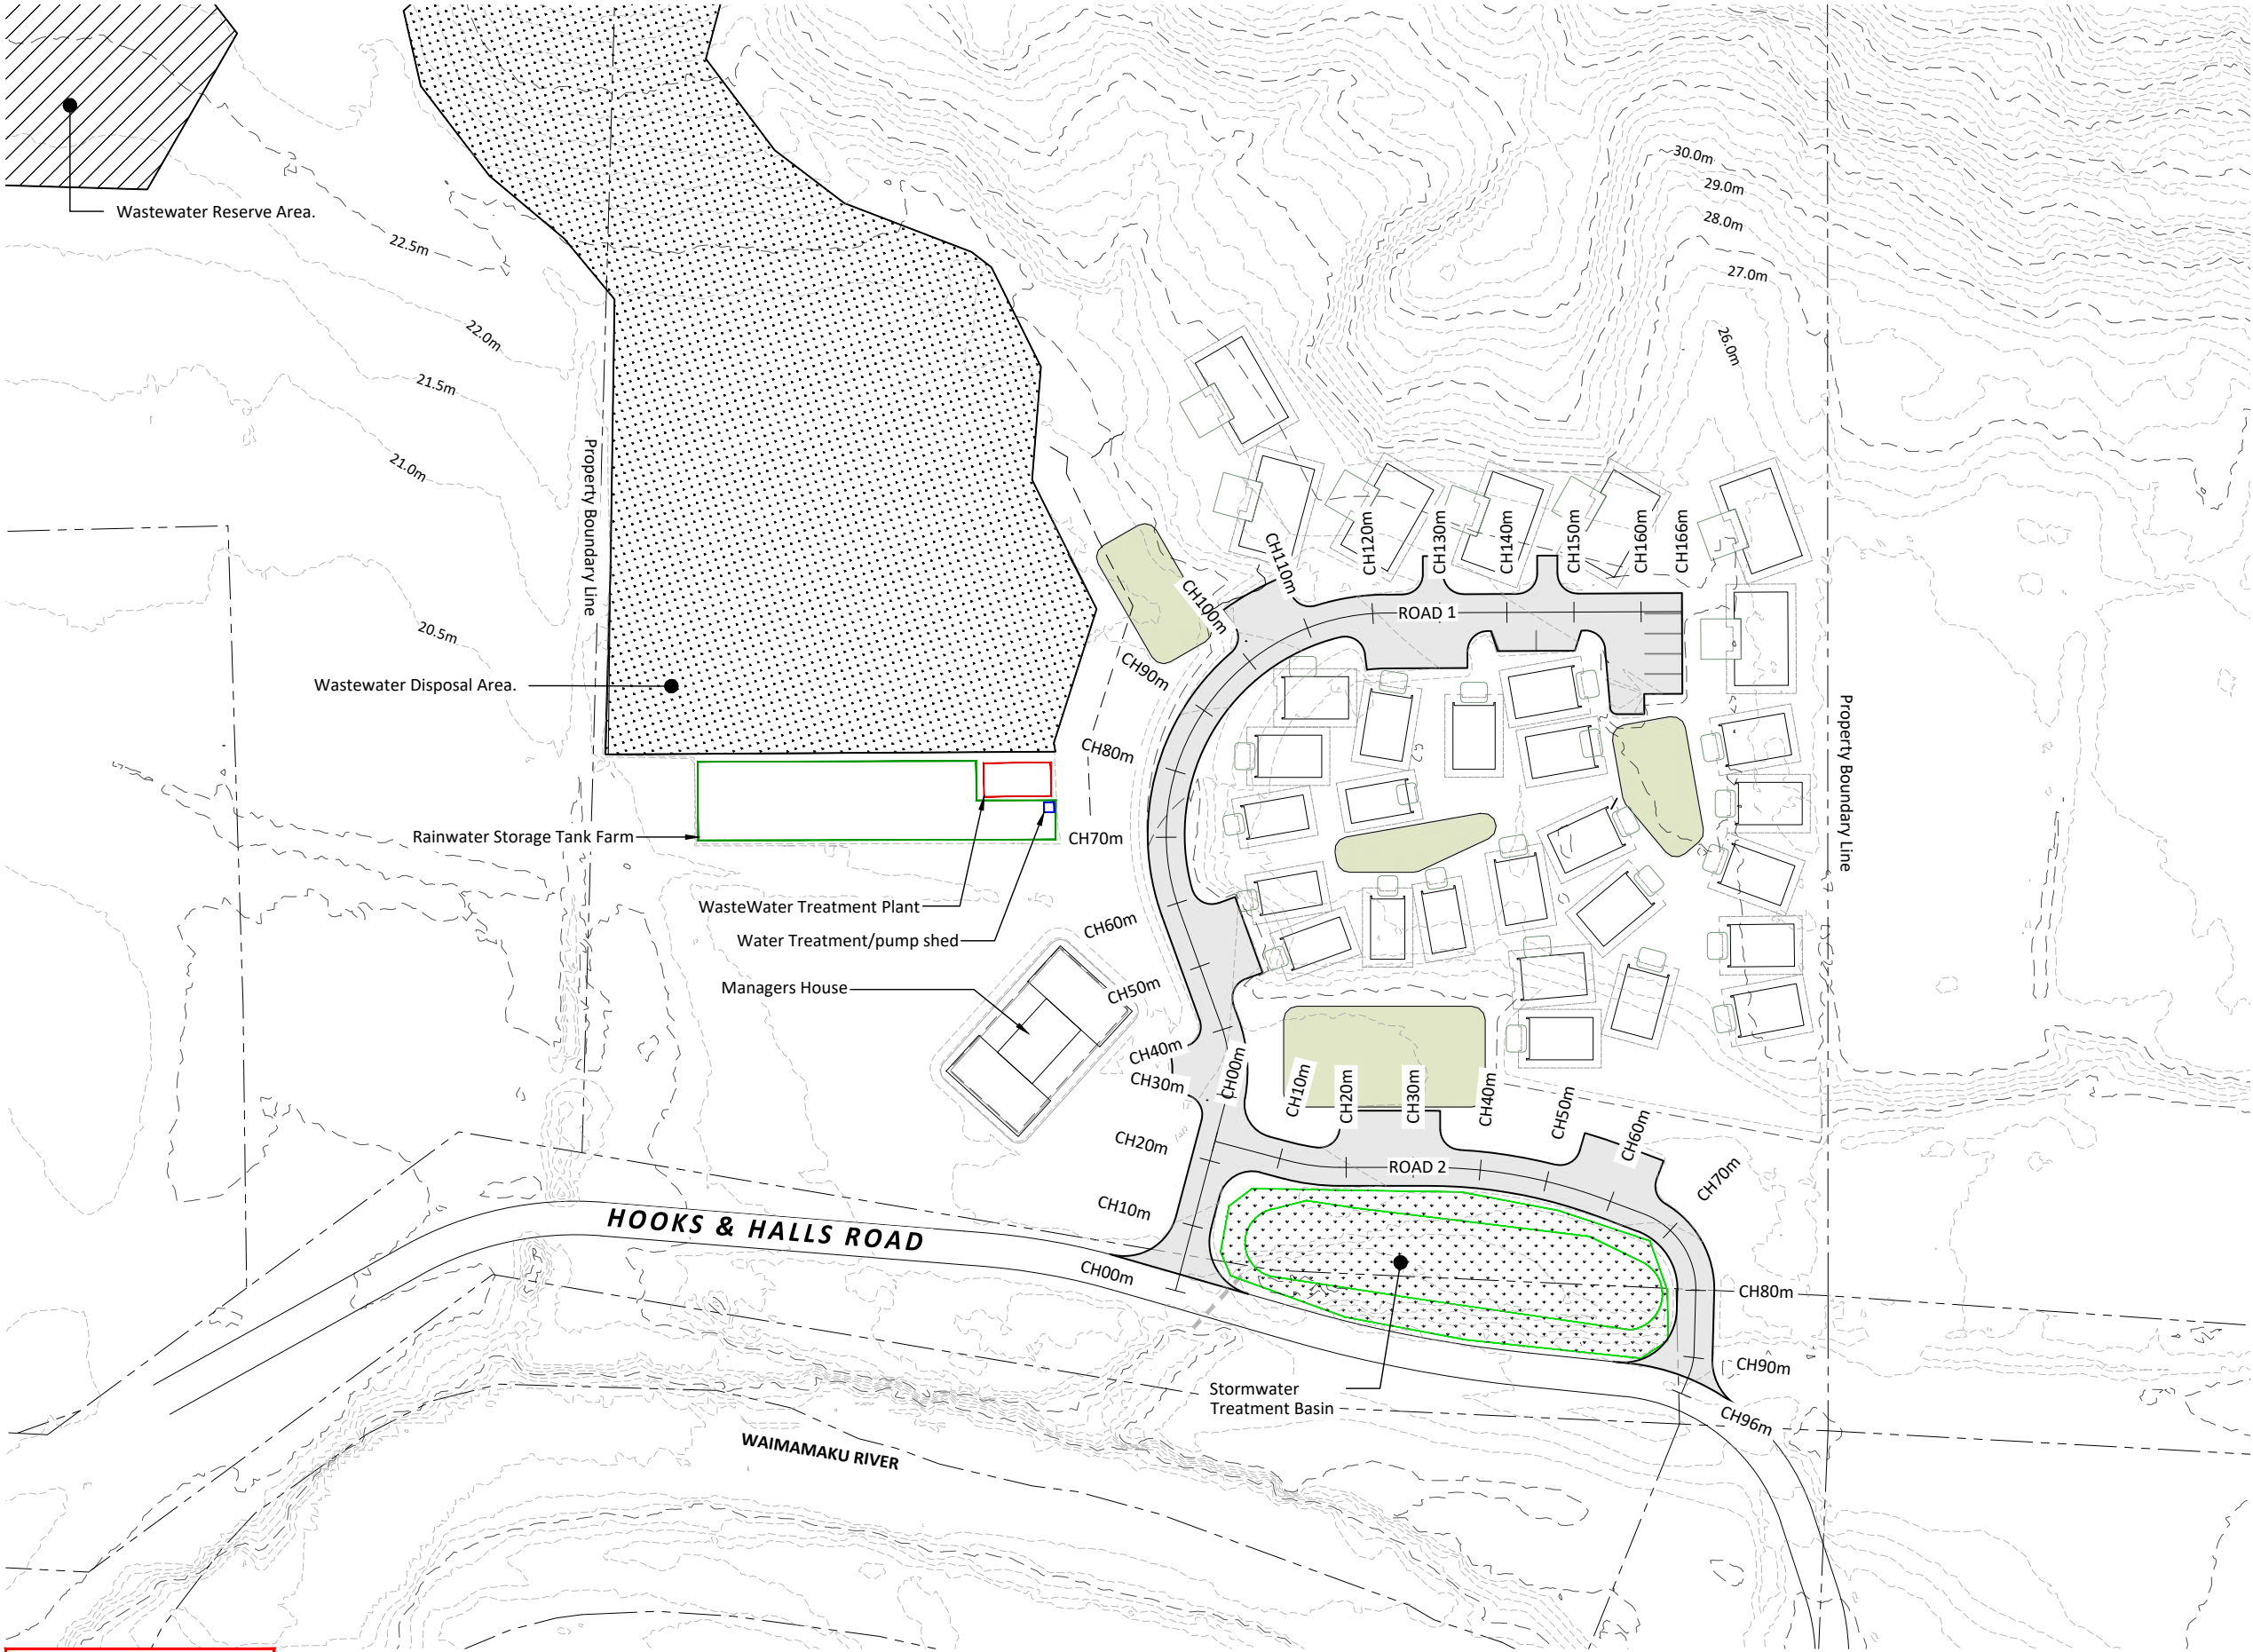 Wastewater Reserve Area.
22.5m
22.0m
21.5m
21.0m
20.5m
30.0m
29.0m
28.0m
27.0m
26.0m
Property Boundary Line
Wastewater Disposal Area.
Rainwater Storage Tank Farm
WasteWater Treatment Plant
Water Treatment/pump shed
Managers House
CH166m
CH160m
CH150m
CH140m
CH130m
CH120m
CH110m
CH100m
CH90m
CH80m
CH70m
CH60m
CH50m
CH40m
CH30m
CH20m
CH10m
CH00m
ROAD 1
Property Boundary Line
CH00m
CH10m
CH20m
CH30m
CH40m
CH50m
CH60m
CH70m
CH80m
CH90m
CH96m
ROAD 2
HOOKS & HALLS ROAD
Stormwater
Treatment Basin
WAIMAMAKU RIVER